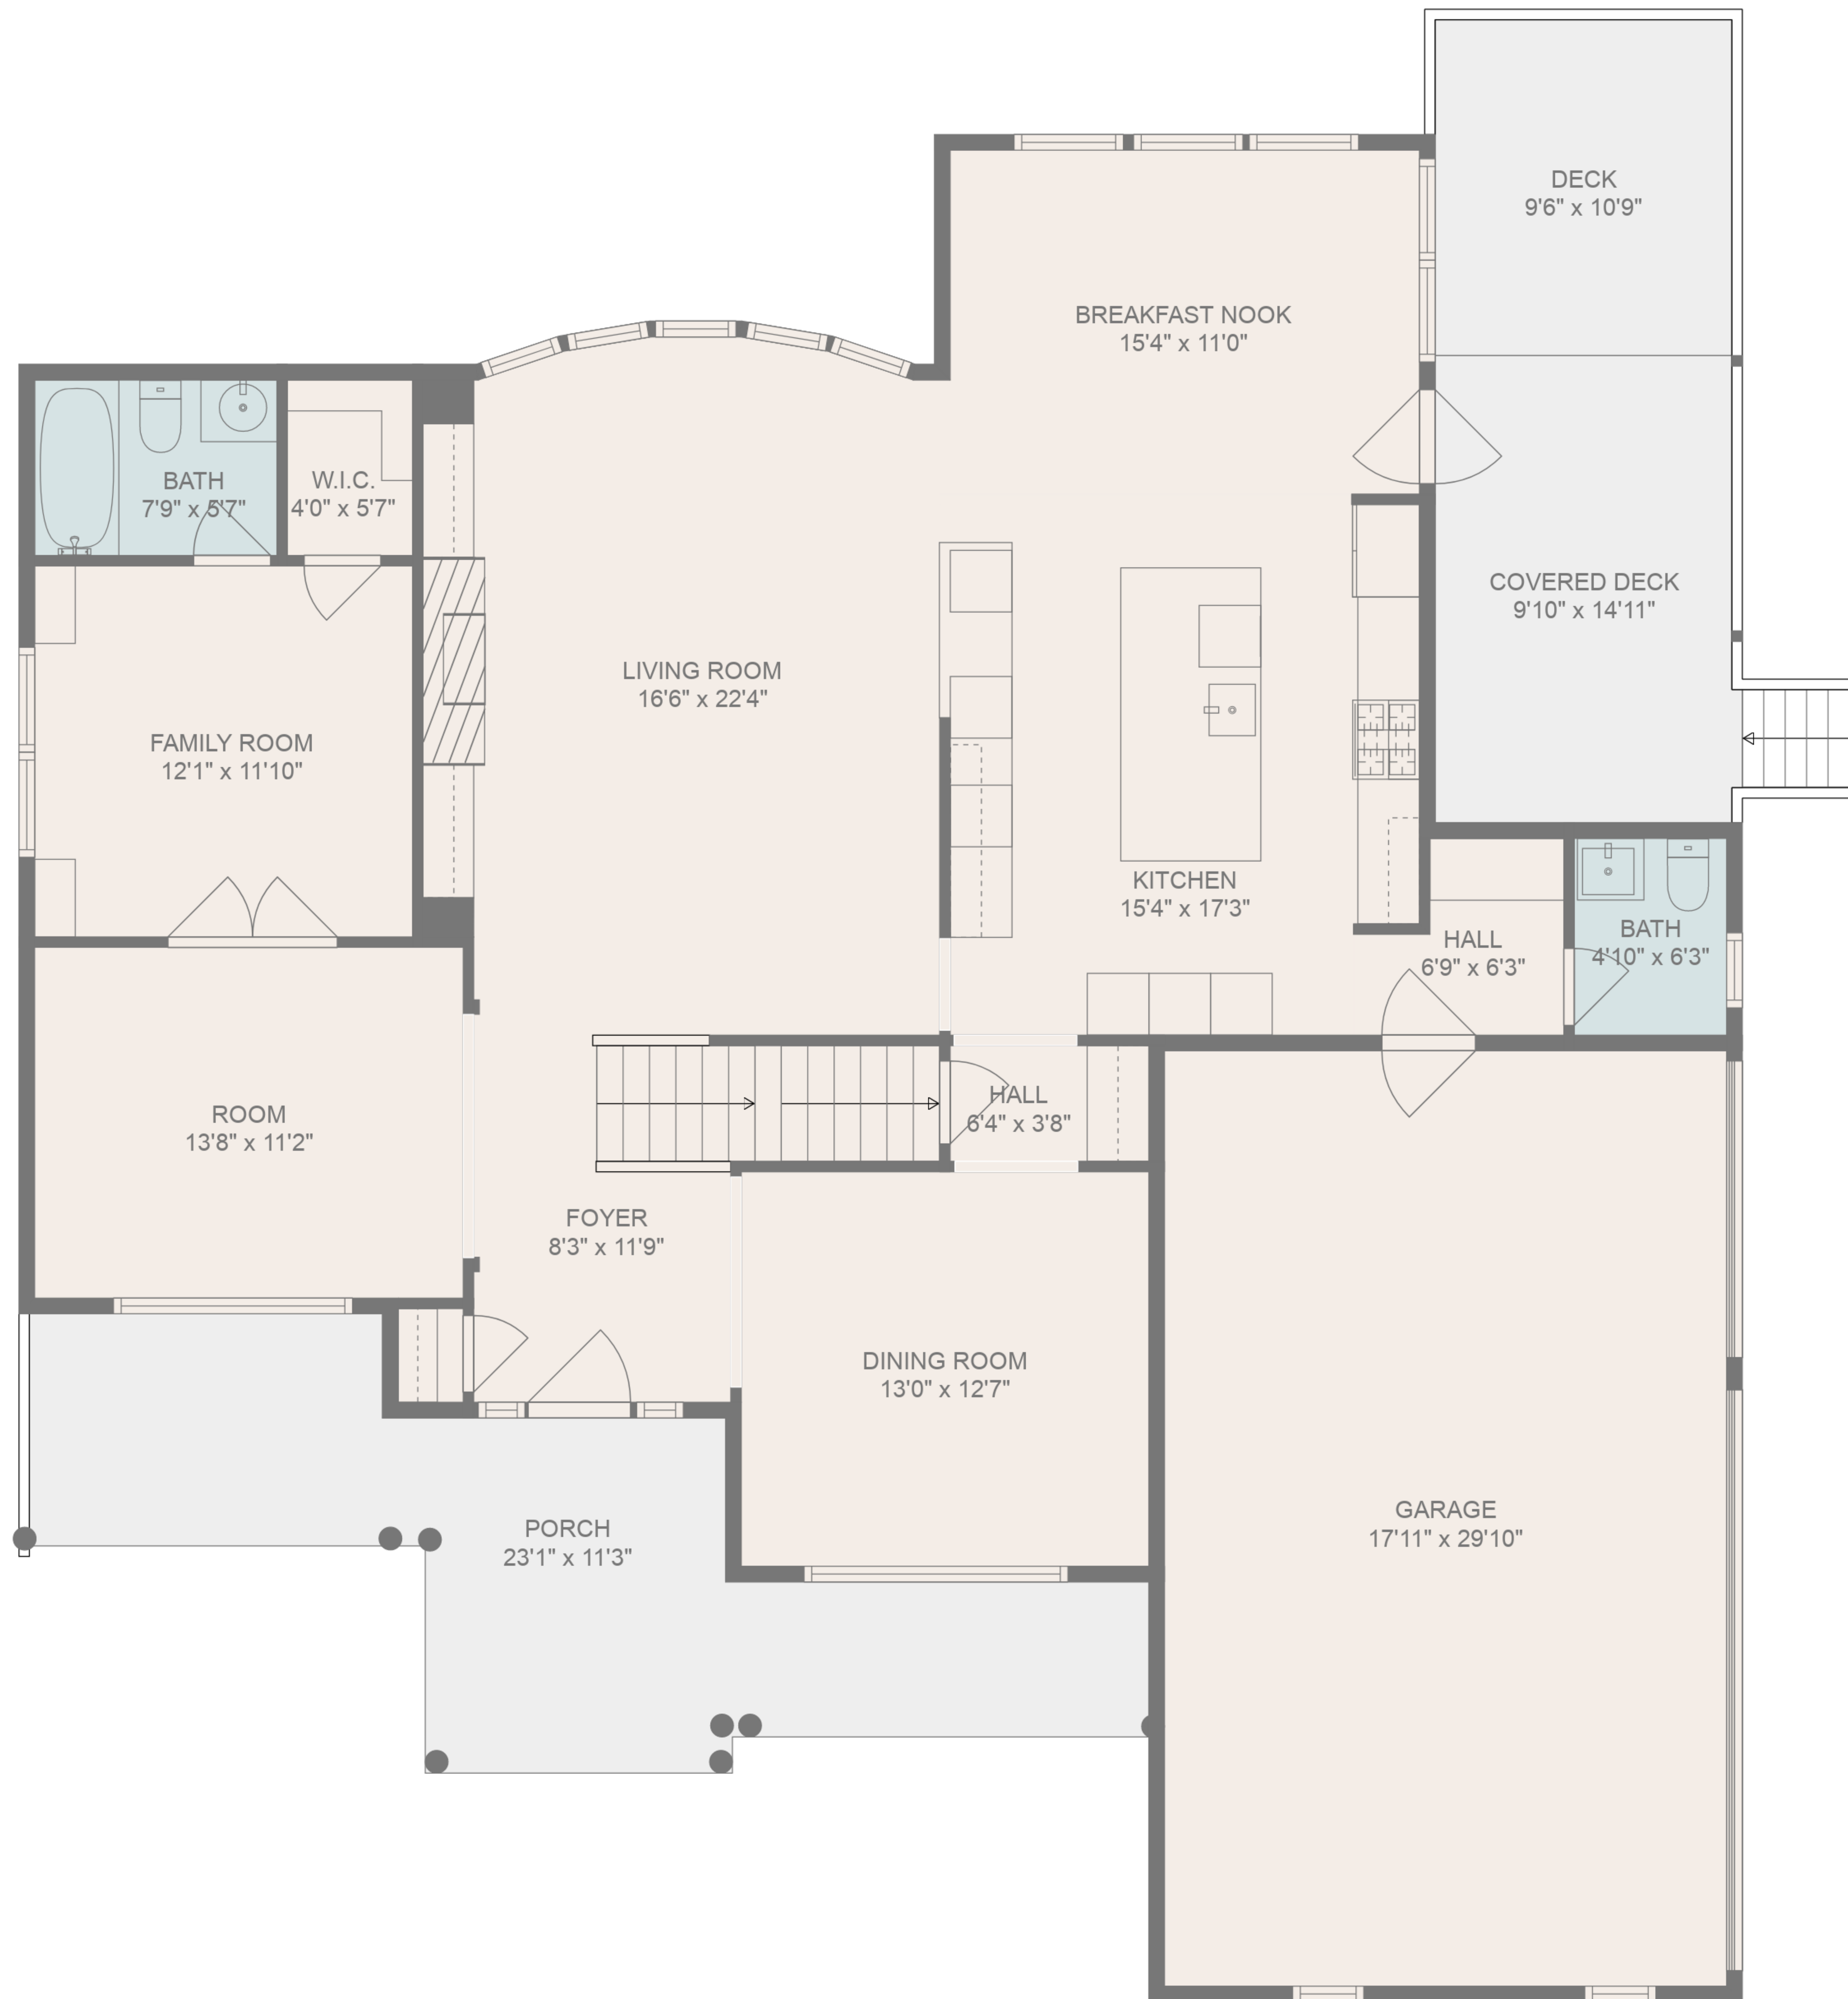 DECK
9'6" x 10'9"
BREAKFAST NOOK
15'4" x 11'0"
BATH
7'9" x 5'7"
W.I.C.
4'0" x 5'7"
COVERED DECK
9'10" x 14'11"
LIVING ROOM
16'6" x 22'4"
FAMILY ROOM
12'1" x 11'10"
KITCHEN
15'4" x 17'3"
HALL
6'9" x 6'3"
BATH
4'10" x 6'3"
HALL
6'4" x 3'8"
ROOM
13'8" x 11'2"
FOYER
8'3" x 11'9"
DINING ROOM
13'0" x 12'7"
GARAGE
17'11" x 29'10"
PORCH
23'1" x 11'3"